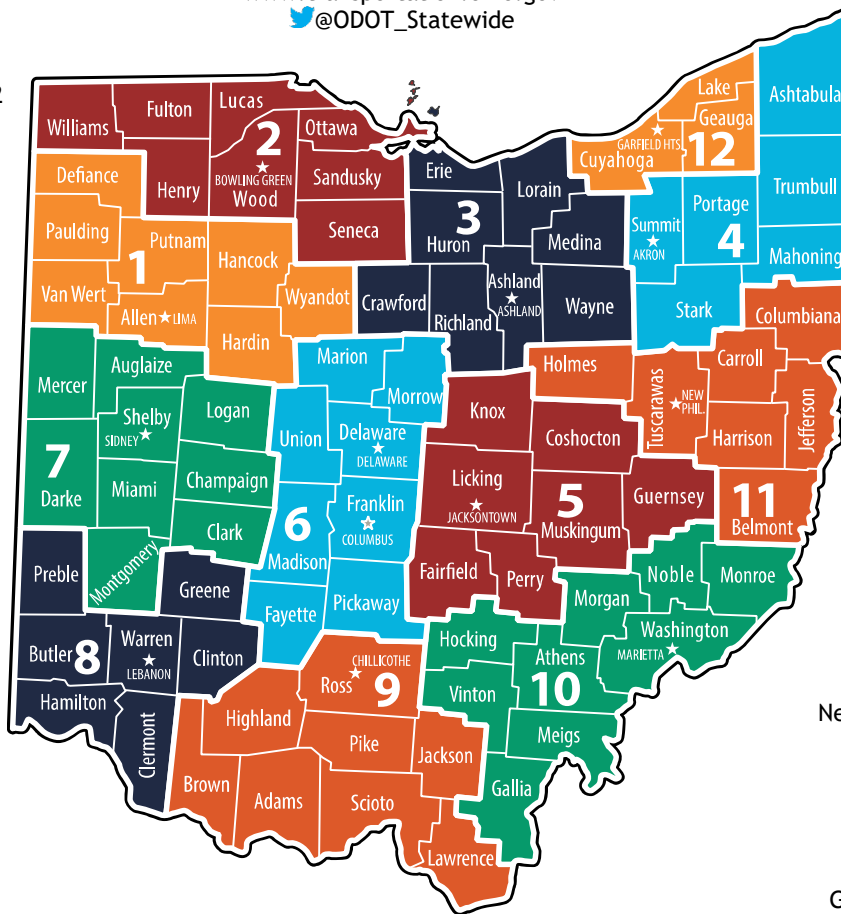 @ODOT_Statewide
2
Williams
Fulton
Lucas
Ottawa
2
BOWLING GREEN
Wood
Henry
Sandusky
Seneca
Defiance
Paulding
Putnam
1
Hancock
Van Wert
Allen LIMA
Wyandot
Hardin
Erie
Lorain
3
Huron
Medina
Ashland
ASHLAND
Crawford
Richland
Wayne
Lake
Geauga
GARFIELD HTS.
Cuyahoga
12
Ashtabula
Trumbull
Portage
Summit
AKRON
4
Mahoning
Stark
Columbiana
Holmes
Carroll
Tuscarawas
NEW
PHIL.
Jefferson
Harrison
11
Belmont
Mercer
Auglaize
Shelby
SIDNEY
Logan
7
Darke
Miami
Champaign
Clark
Montgomery
Marion
Morrow
Union
Delaware
DELAWARE
Franklin
COLUMBUS
6
Madison
Fayette
Pickaway
Knox
Coshocton
Licking
JACKSONTOWN
5
Muskingum
Guernsey
Fairfield
Perry
Preble
Greene
Butler
8
Warren
LEBANON
Clinton
Hamilton
Clermont
CHILLICOTHE
Ross
9
Highland
Pike
Jackson
Brown
Adams
Scioto
Lawrence
Noble
Monroe
Morgan
Washington
MARIETTA
Hocking
Athens
10
Vinton
Meigs
Gallia
Ne
G